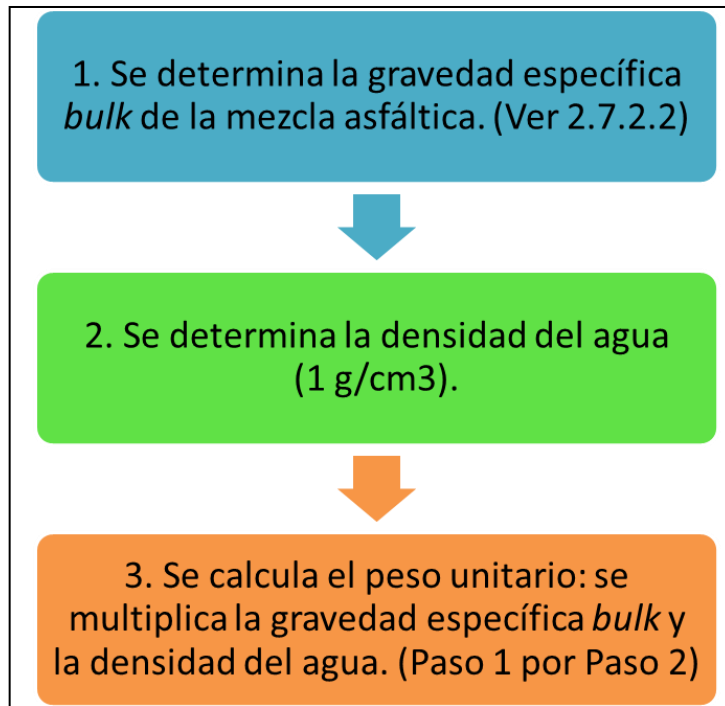 1. Se determina la gravedad específica
bulk de la mezcla asfáltica. (Ver 2.7.2.2)
2. Se determina la densidad del agua
(1 g/cm3).
3. Se calcula el peso unitario: se
multiplica la gravedad específica bulk y
la densidad del agua. (Paso 1 por Paso 2)